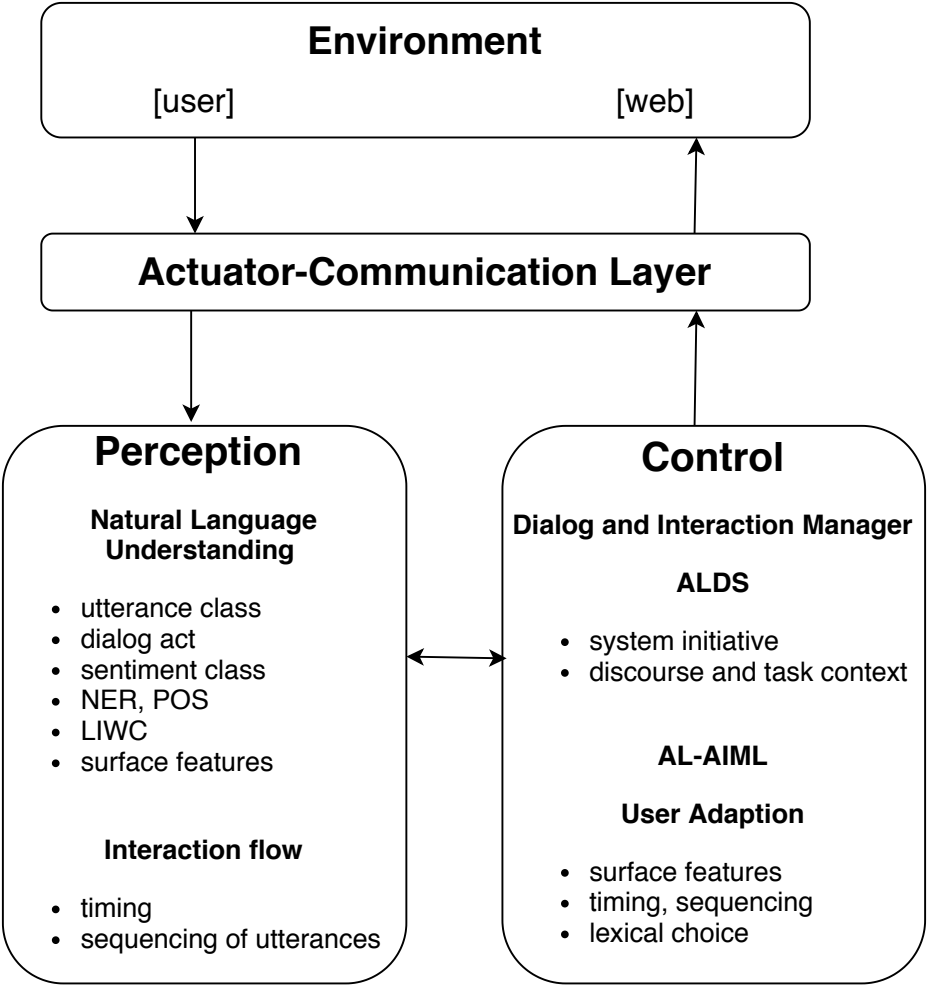 Environment
[user]
[web]
Actuator-Communication Layer
Perception
Natural Language
Understanding
• utterance class
• dialog act
• sentiment class
• NER, POS
• LIWC
• surface features
Interaction flow
• timing
• sequencing of utterances
Control
Dialog and Interaction Manager
ALDS
• system initiative
• discourse and task context
AL-AIML
User Adaption
• surface features
• timing, sequencing
• lexical choice